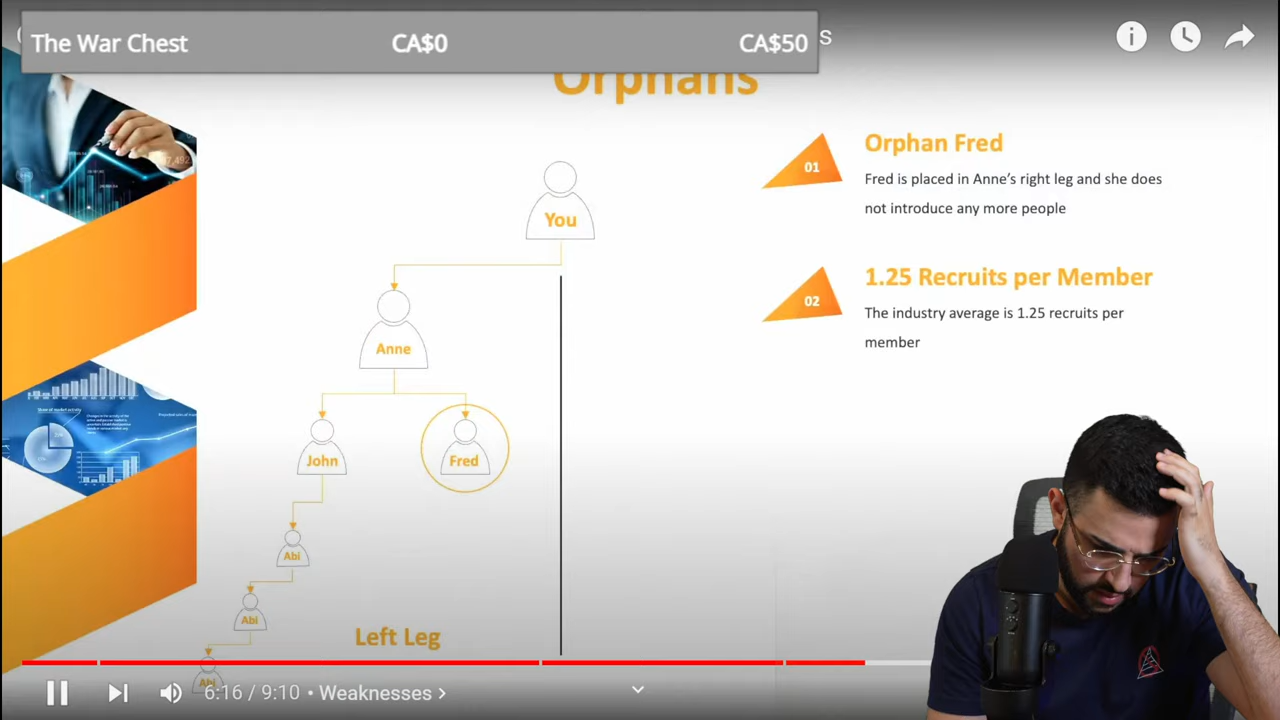 The War Chest CA$0 CA$50
s
Orphans
You
Anne
John
Fred
Abi
Abi
Abi
Left Leg
01
Orphan Fred
Fred is placed in Anne's right leg and she does
not introduce any more people
02
1.25 Recruits per Member
The industry average is 1.25 recruits per
member
6:16 / 9:10 • Weaknesses